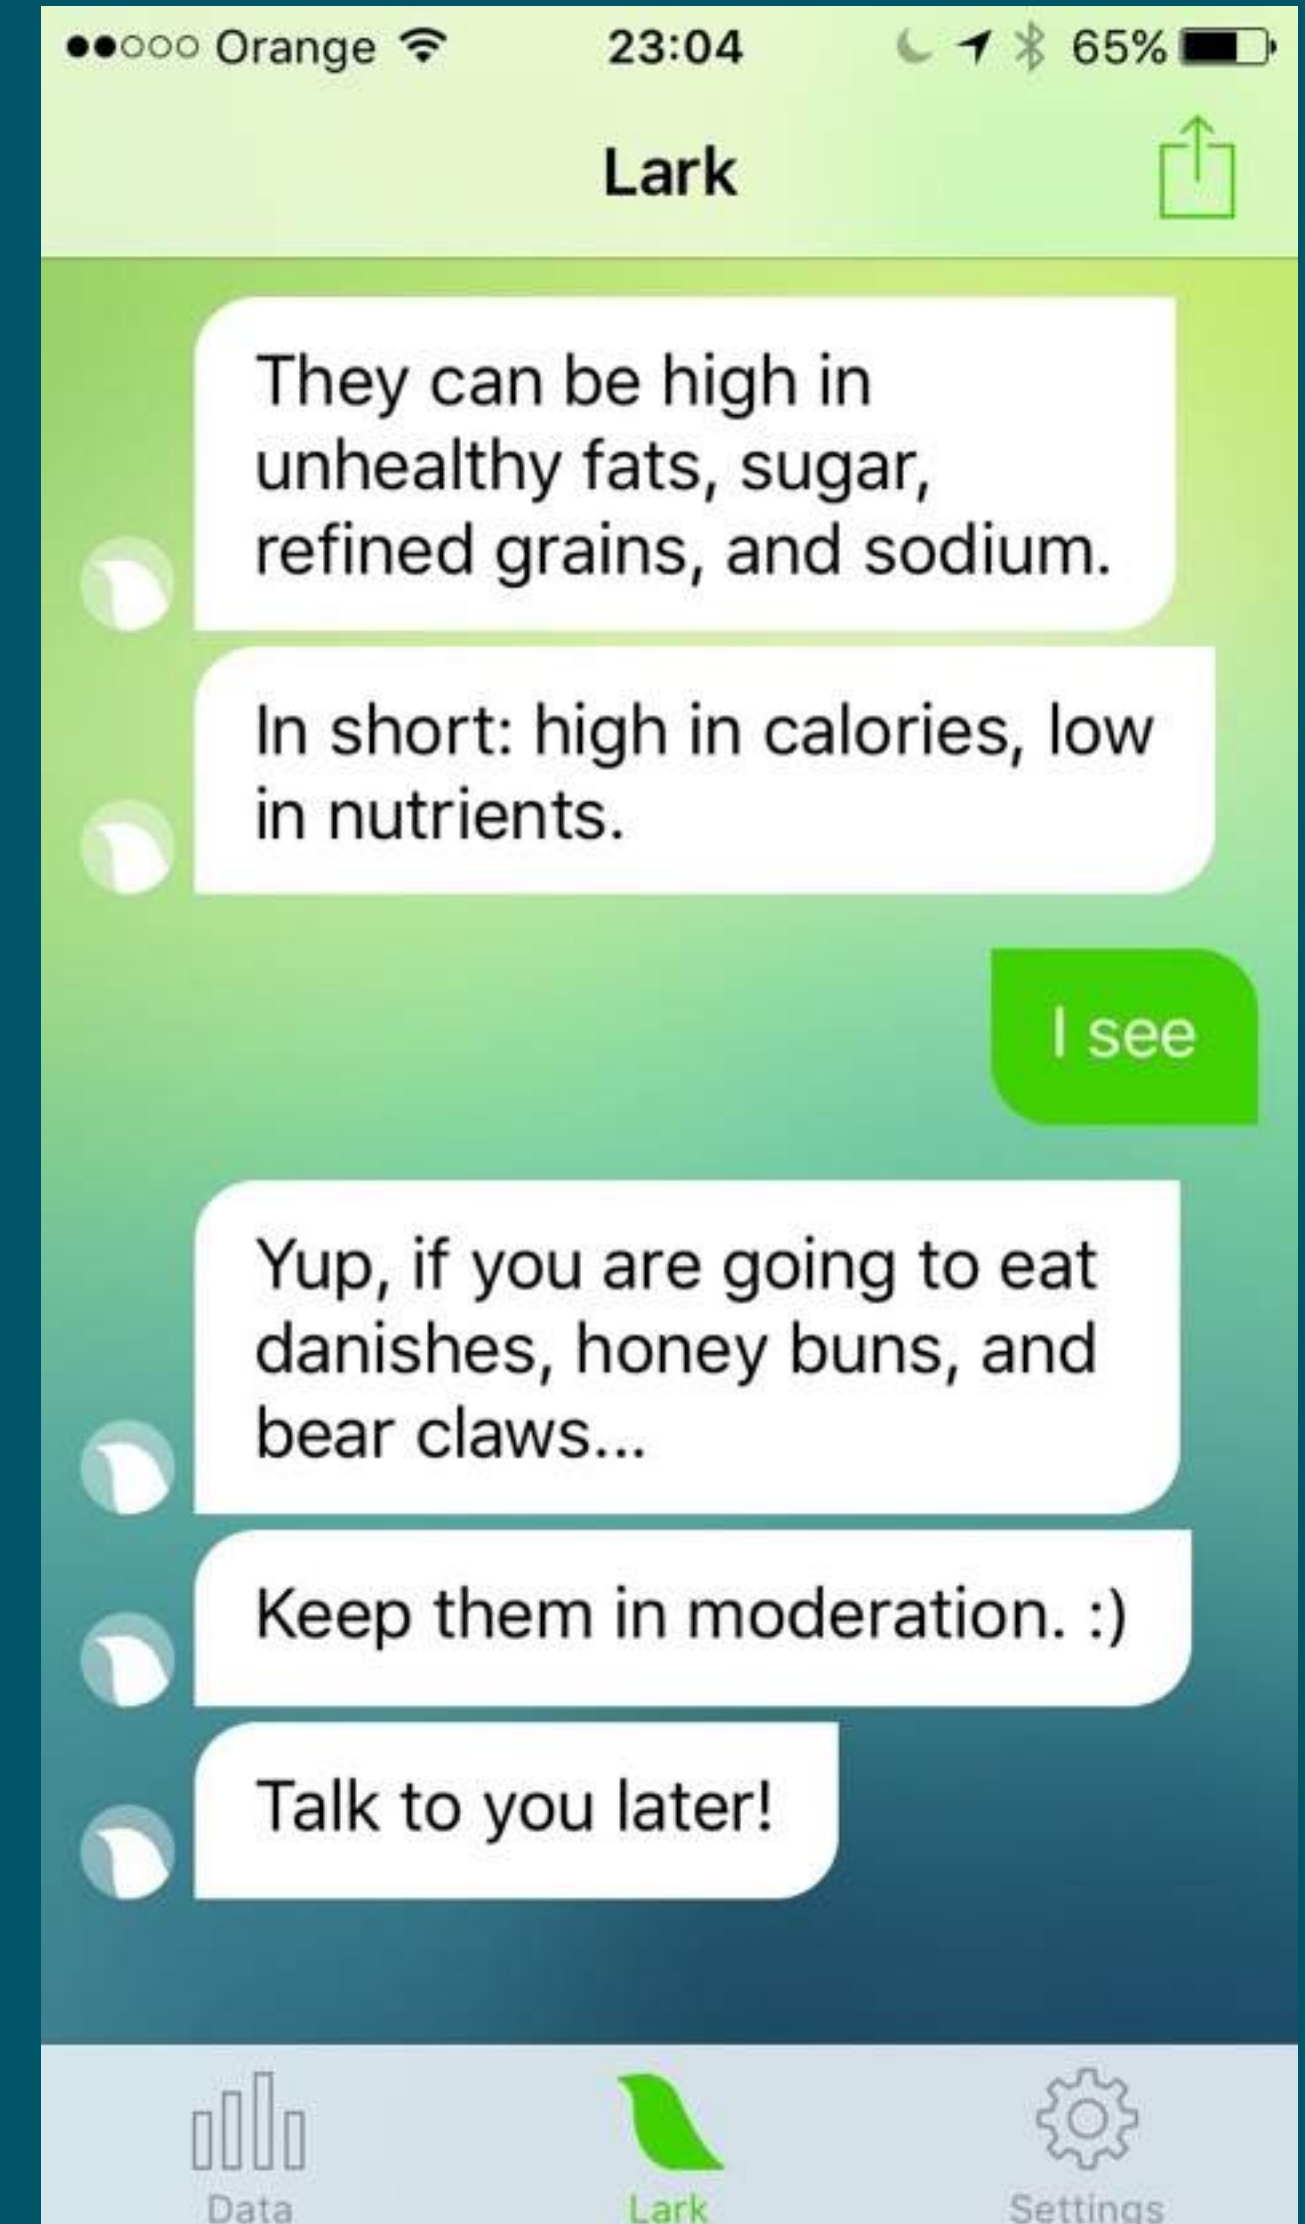 Orange 23:04 65%
Lark
They can be high in
unhealthy fats, sugar,
refined grains, and sodium.
In short: high in calories, low
in nutrients.
I see
Yup, if you are going to eat
danishes, honey buns, and
bear claws...
Keep them in moderation. :)
Talk to you later!
Data Lark Settings